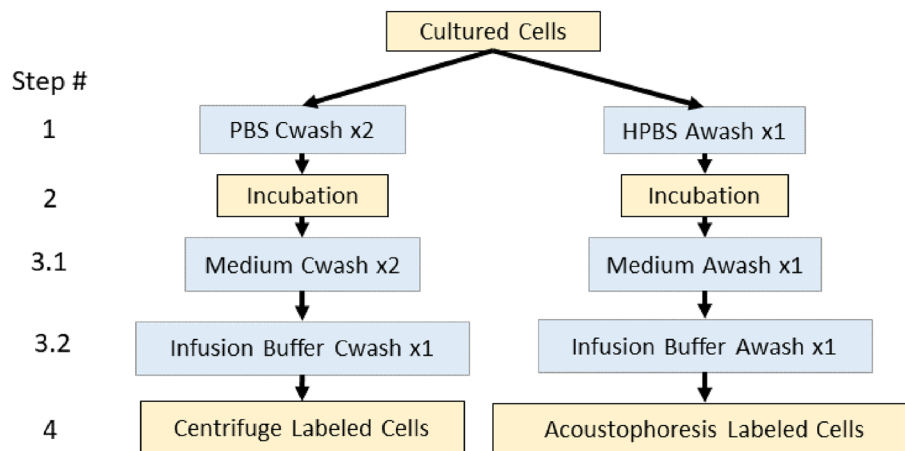 Cultured Cells
Step #
1
PBS Cwash x2
HPBS Awash x1
2
Incubation
Incubation
3.1
Medium Cwash x2
Medium Awash x1
3.2
Infusion Buffer Cwash x1
Infusion Buffer Awash x1
4
Centrifuge Labeled Cells
Acoustophoresis Labeled Cells